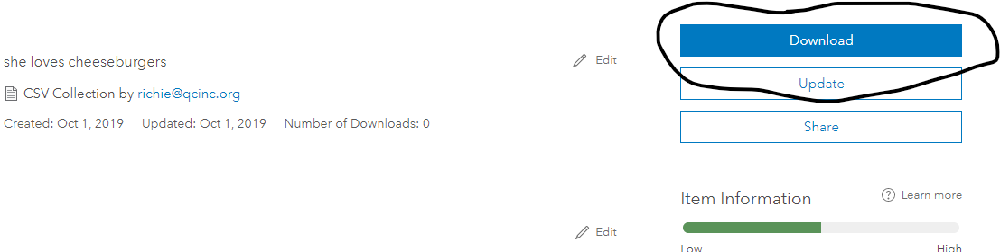 Download
she loves cheeseburgers
Edit
Update
CSV Collection by richie@qcinc.org
Created: Oct 1, 2019 Updated: Oct 1, 2019 Number of Downloads: 0
Share
Item Information
Learn more
Edit
Low
High